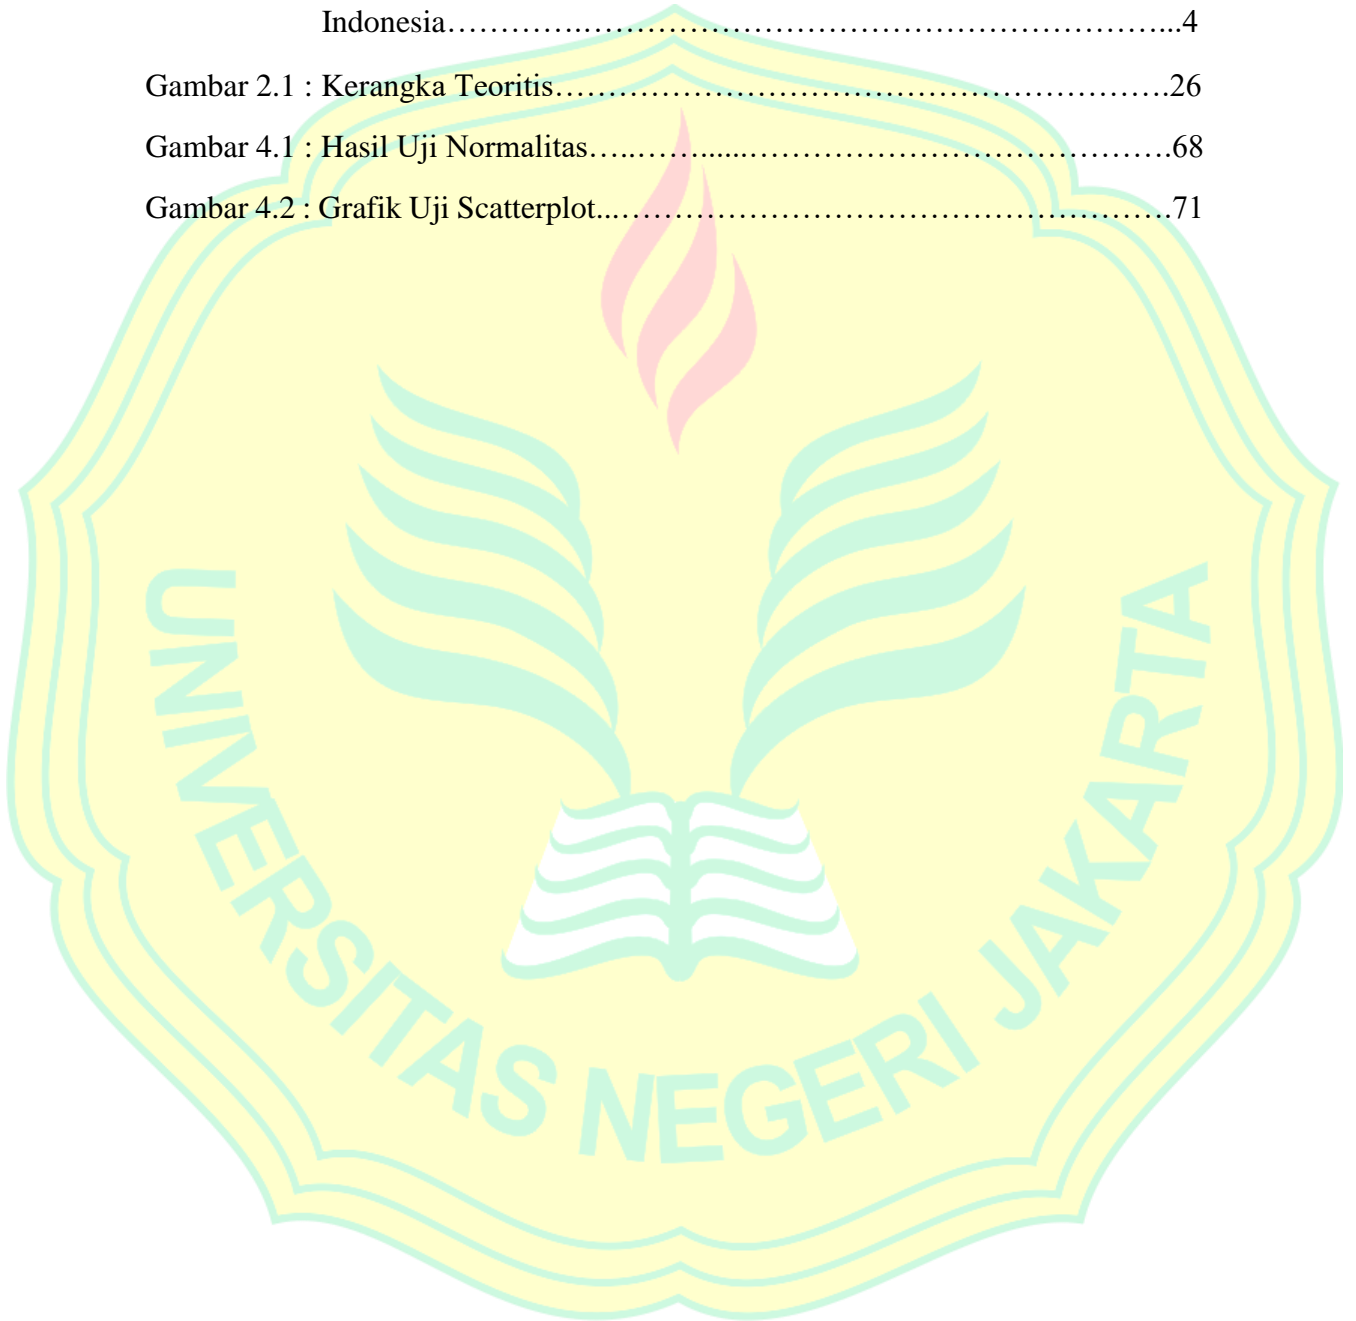 Indonesia………….…………………………………………………...4
Gambar 2.1 : Kerangka Teoritis…………………………………………….26
Gambar 4.1 : Hasil Uji Normalitas…..…….....…………………………….68
Gambar 4.2 : Grafik Uji Scatterplot...……………………………………….71
UNIVERSITAS NEGERI JAKARTA